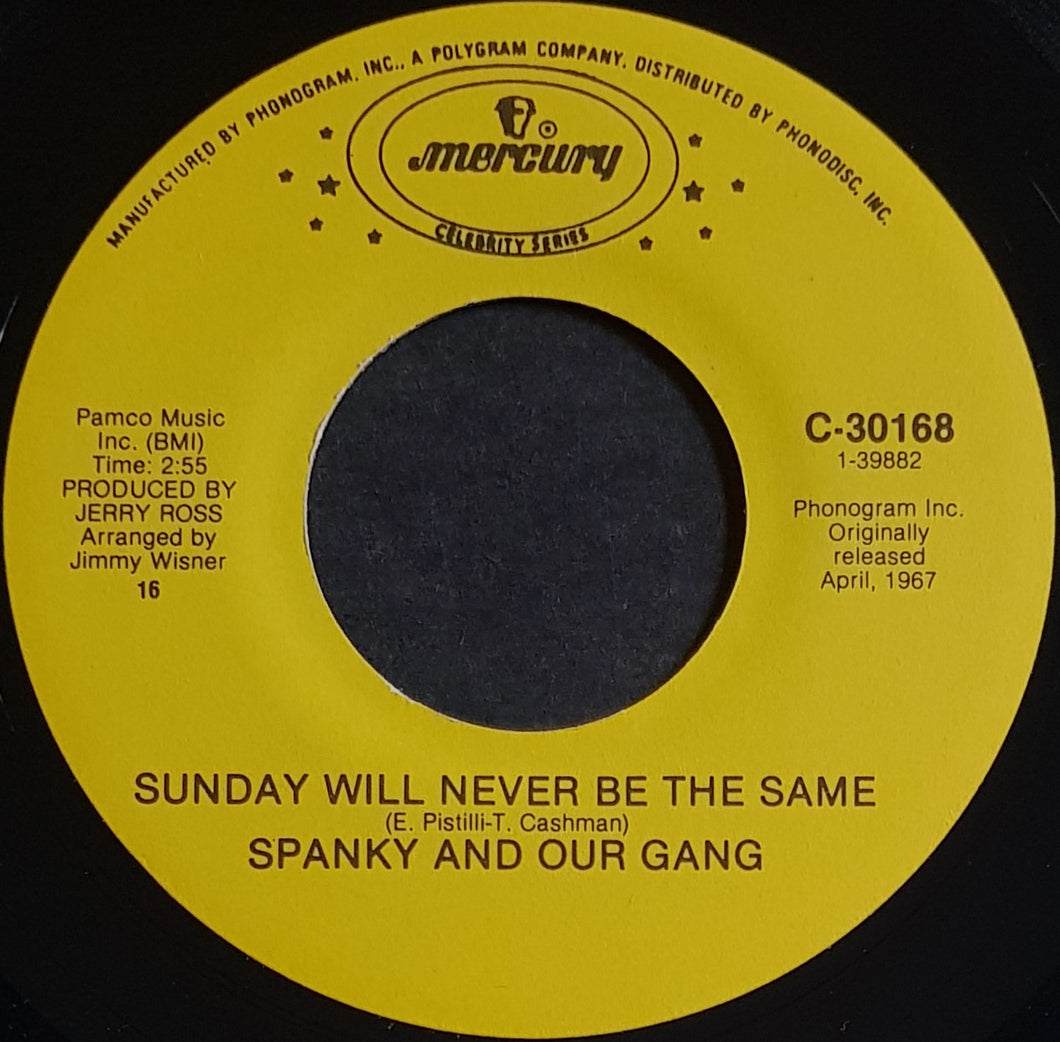 MANUFACTURED BY PHONOGRAM, INC., A POLYGRAM COMPANY. DISTRIBUTED BY PHONODISC, INC.
mercury
CELEBRITY SERIES
Pamco Music
Inc. (BMI)
Time: 2:55
PRODUCED BY
JERRY ROSS
Arranged by
Jimmy Wisner
16
C-30168
1-39882
Phonogram Inc.
Originally
released
April, 1967
SUNDAY WILL NEVER BE THE SAME
(E. Pistilli-T. Cashman)
SPANKY AND OUR GANG